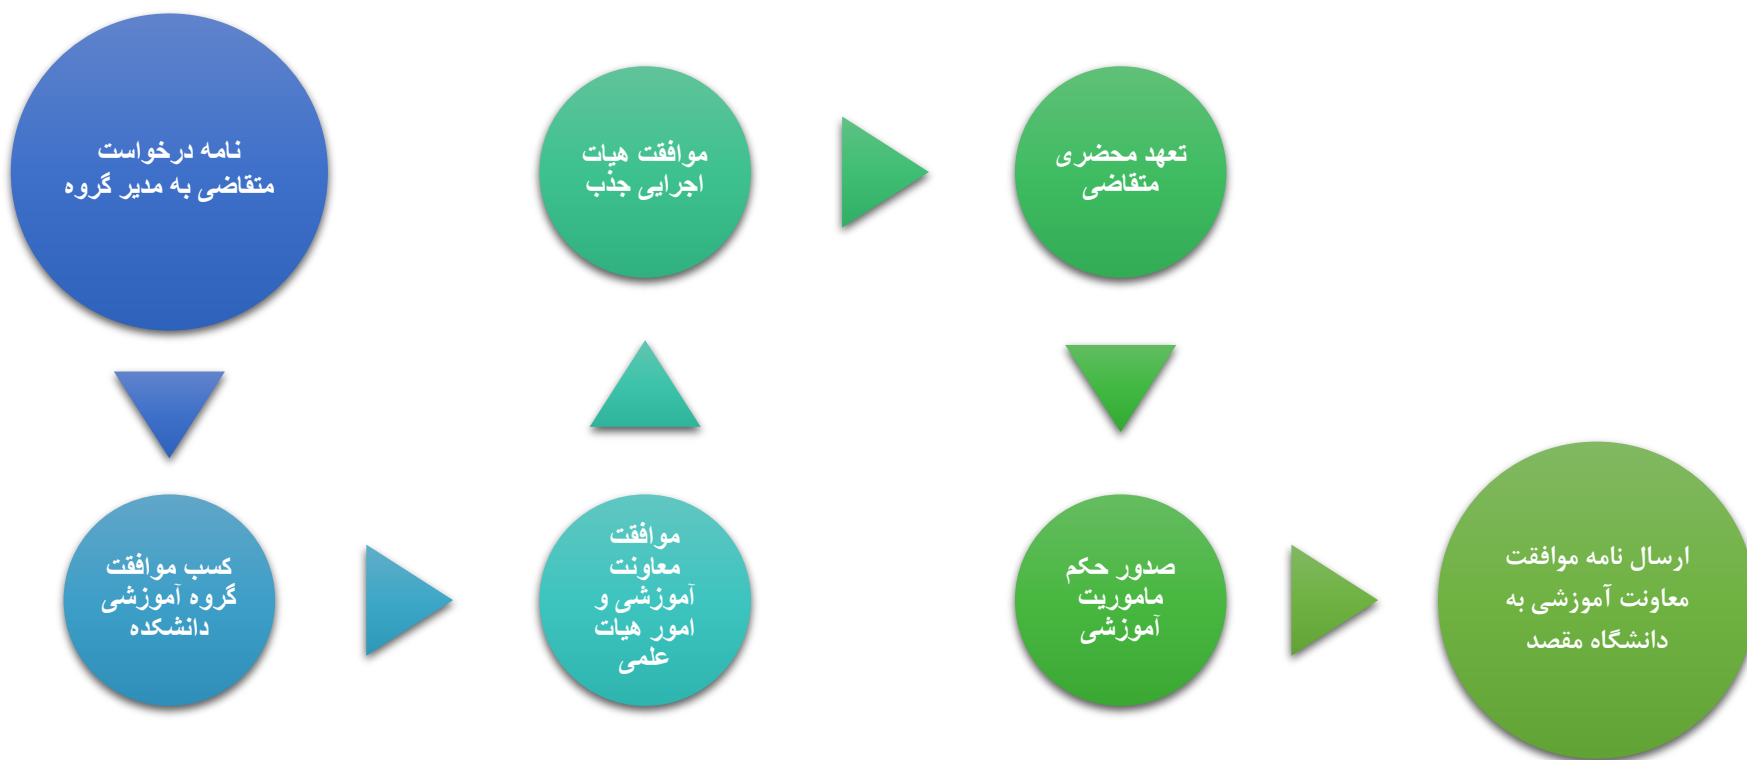 نامه درخواست
متقاضی به مدیر گروه
کسب موافقت
گروه آموزشی
دانشکده
موافقت
معاونت
آموزشی و
امور هیات
علمی
موافقت هیات
اجرایی جذب
تعهد محضری
متقاضی
صدور حکم
ماموریت
آموزشی
ارسال نامه موافقت
معاونت آموزشی به
دانشگاه مقصد